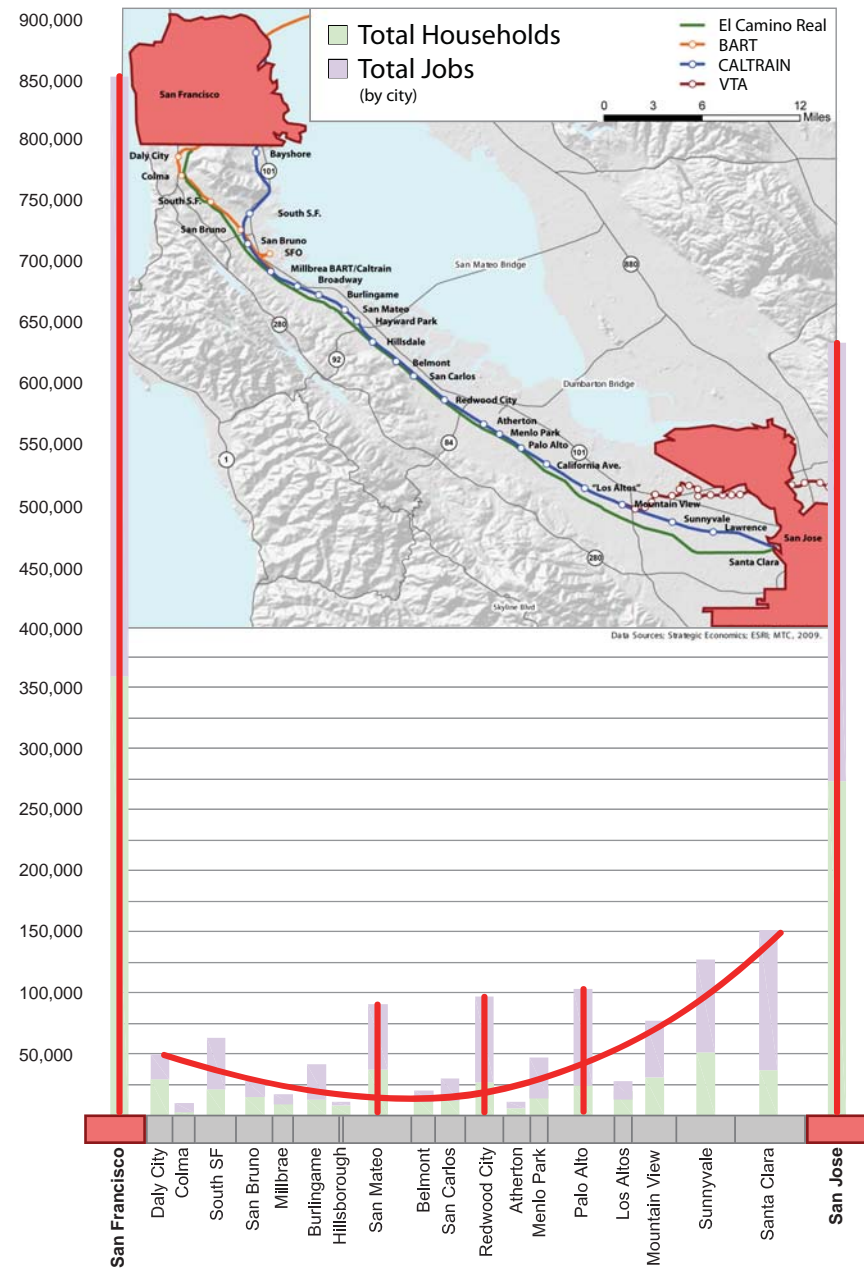 900,000
850,000
800,000
750,000
700,000
650,000
600,000
550,000
500,000
450,000
400,000
350,000
300,000
250,000
200,000
150,000
100,000
50,000
Total Households
Total Jobs
(by city)
El Camino Real
BART
CALTRAIN
VTA
0 3 6 12
Miles
San Francisco
Daly City
Bayshore
Colma
101
South S.F.
South S.F.
San Bruno
San Bruno
SFO
Millbrea BART/Caltrain
Broadway
Burlingame
San Mateo
Hayward Park
Hillsdale
Belmont
San Carlos
Redwood City
Atherton
Menlo Park
Palo Alto
California Ave.
"Los Altos"
Mountain View
Sunnyvale
Lawrence
San Jose
Santa Clara
San Mateo Bridge
Dumbarton Bridge
880
280
92
84
101
1
280
Skyline Blvd
Data Sources; Strategic Economics; ESRI; MTC, 2009.
San Francisco
Daly City
Colma
South SF
San Bruno
Millbrae
Burlingame
Hillsborough
San Mateo
Belmont
San Carlos
Redwood City
Atherton
Menlo Park
Palo Alto
Los Altos
Mountain View
Sunnyvale
Santa Clara
San Jose